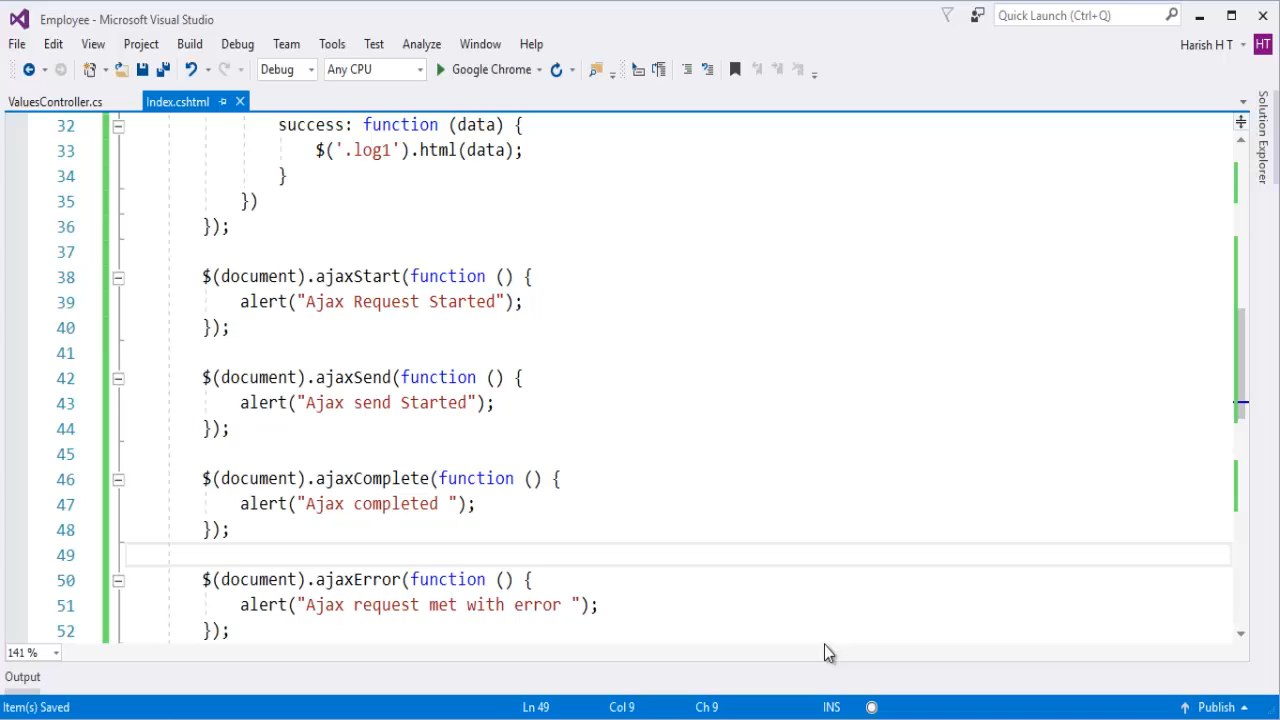 Employee - Microsoft Visual Studio
Quick Launch (Ctrl+Q)
File Edit View Project Build Debug Team Tools Test Analyze Window Help
Harish H T HT
Debug Any CPU Google Chrome
ValuesController.cs Index.cshtml
Solution Explorer
32 success: function (data) {
33 $('.log1').html(data);
34 }
35 })
36 });
37
38 $(document).ajaxStart(function () {
39 alert("Ajax Request Started");
40 });
41
42 $(document).ajaxSend(function () {
43 alert("Ajax send Started");
44 });
45
46 $(document).ajaxComplete(function () {
47 alert("Ajax completed ");
48 });
49
50 $(document).ajaxError(function () {
51 alert("Ajax request met with error ");
52 });
141 %
Output
Item(s) Saved Ln 49 Col 9 Ch 9 INS Publish